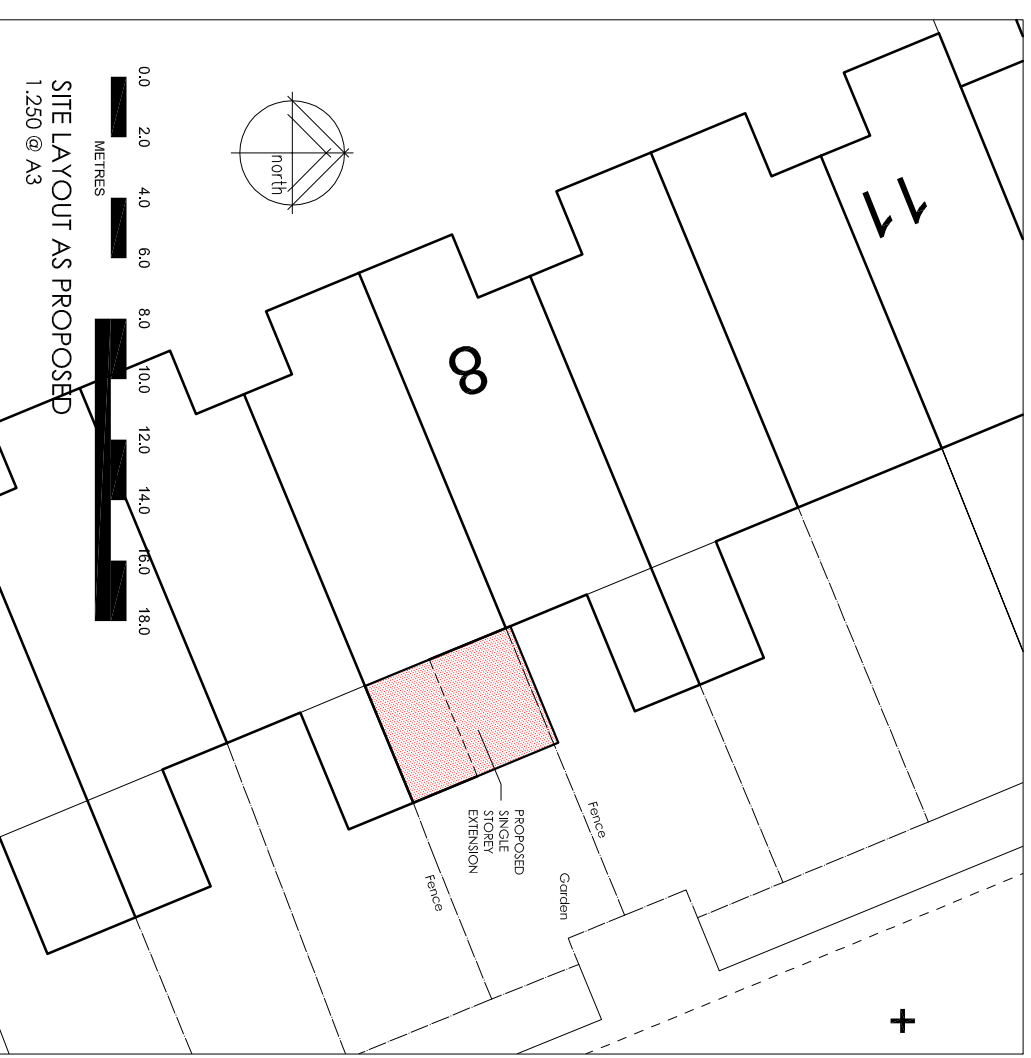 11
8
north
PROPOSED
SINGLE
STOREY
EXTENSION
Fence
Garden
Fence
0.0 2.0 4.0 6.0 8.0 10.0 12.0 14.0 16.0 18.0
METRES
SITE LAYOUT AS PROPOSED
1.250 @ A3